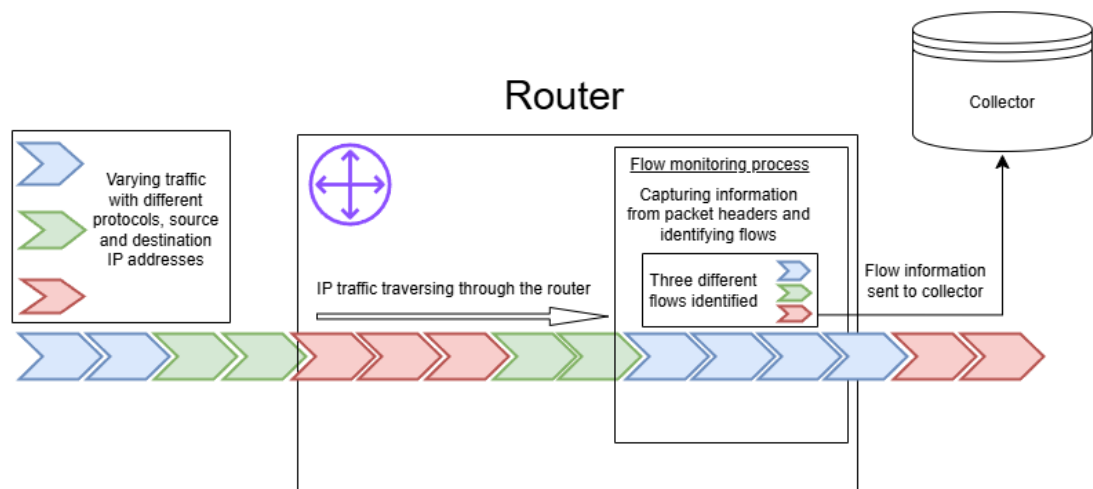 Router
Collector
Varying traffic
with different
protocols, source
and destination
IP addresses
Flow monitoring process
Capturing information
from packet headers and
identifying flows
Three different
flows identified
IP traffic traversing through the router
Flow information
sent to collector